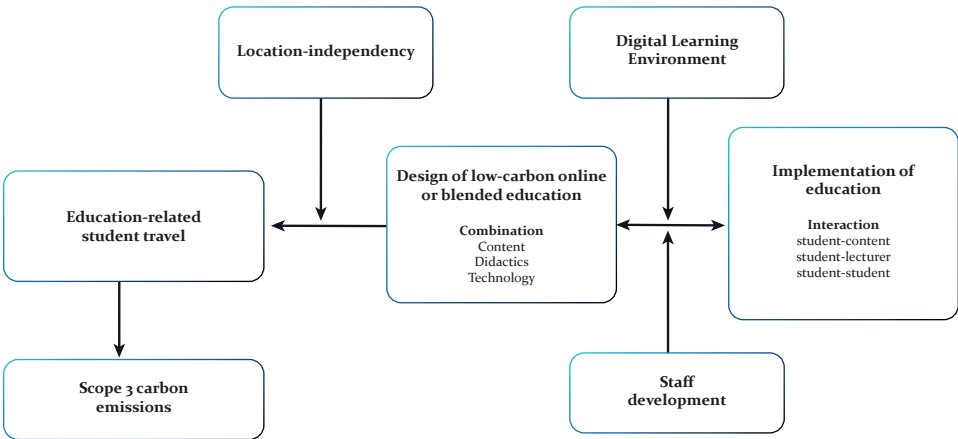 Location-independency
Digital Learning
Environment
Design of low-carbon online
or blended education
Combination
Content
Didactics
Technology
Implementation of
education
Interaction
student-content
student-lecturer
student-student
Education-related
student travel
Scope 3 carbon
emissions
Staff
development